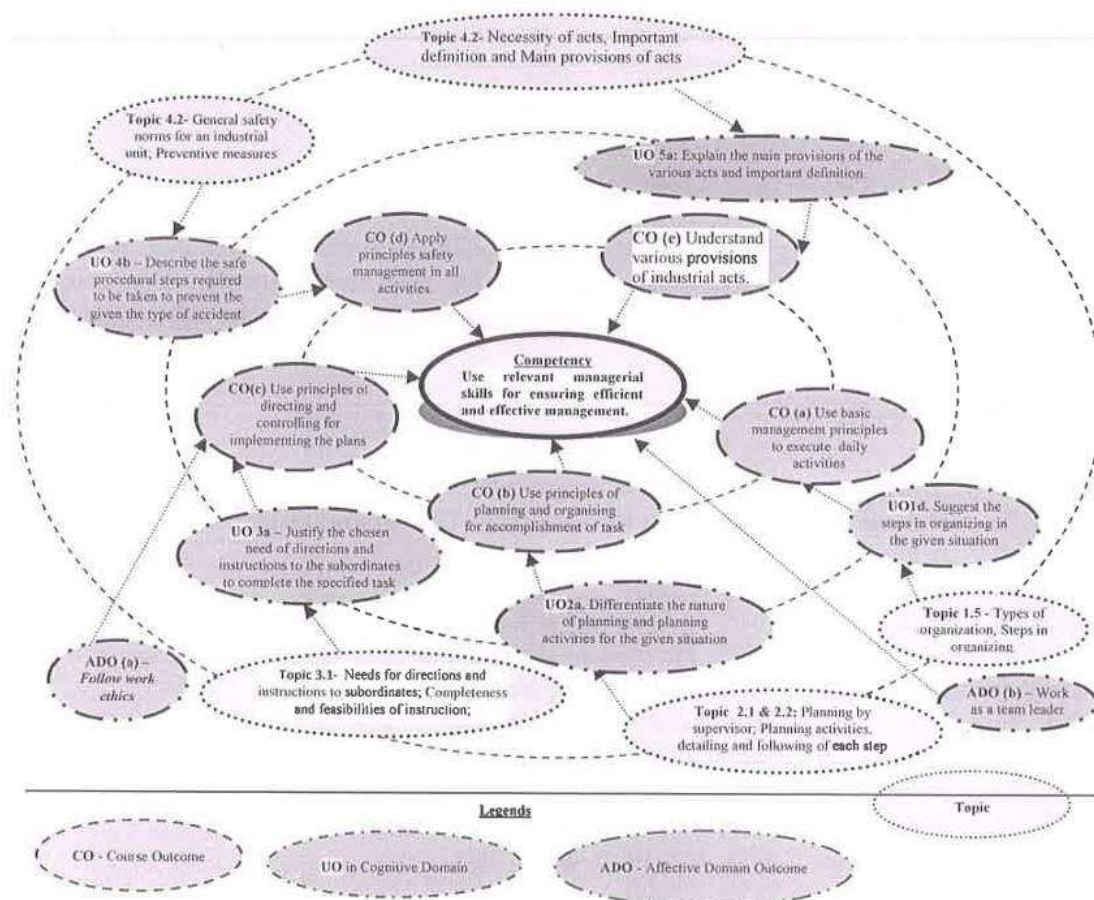 Topic 4.2- Necessity of acts, Important
definition and Main provisions of acts
Topic 4.2- General safety
norms for an industrial
unit; Preventive measures
UO 5a: Explain the main provisions of the
various acts and important definition.
CO (d) Apply
principles safety
management in all
activities
CO (e) Understand
various provisions
of industrial acts.
UO 4b – Describe the safe
procedural steps required
to be taken to prevent the
given the type of accident
Competency
Use relevant managerial
skills for ensuring efficient
and effective management.
CO(c) Use principles of
directing and
controlling for
implementing the plans
CO (a) Use basic
management principles
to execute daily
activities
CO (b) Use principles of
planning and organising
for accomplishment of task
UO1d. Suggest the
steps in organizing in
the given situation
UO 3a – Justify the chosen
need of directions and
instructions to the subordinates
to complete the specified task
UO2a. Differentiate the nature
of planning and planning
activities for the given situation
Topic 1.5 - Types of
organization, Steps in
organizing
ADO (a) –
Follow work
ethics
Topic 3.1- Needs for directions and
instructions to subordinates; Completeness
and feasibilities of instruction;
Topic 2.1 & 2.2: Planning by
supervisor; Planning activities,
detailing and following of each step
ADO (b) – Work
as a team leader
Legends
Topic
CO - Course Outcome
UO in Cognitive Domain
ADO - Affective Domain Outcome